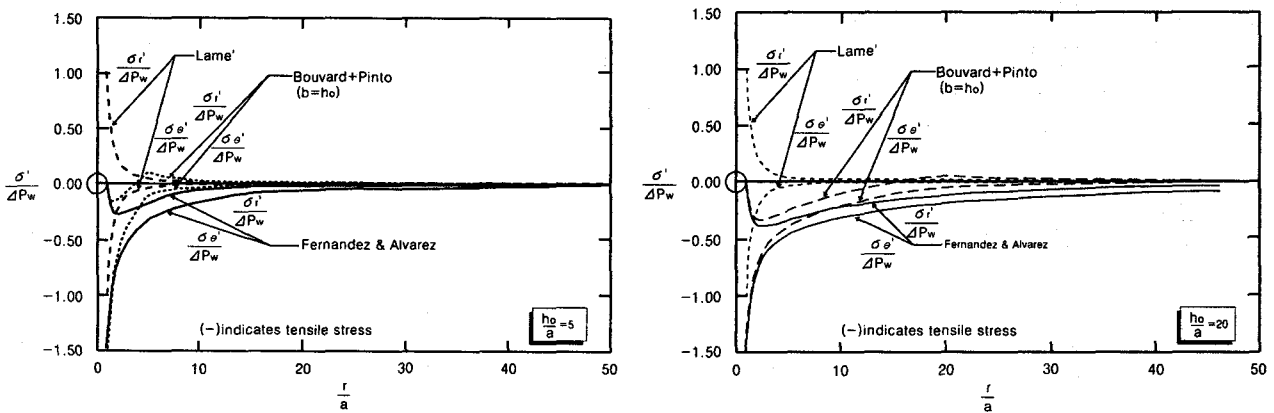 1.50
1.00
0.50
0.00
-0.50
-1.00
-1.50
σ'
ΔPw
σr'
ΔPw
Lame'
Bouvard+Pinto
(b=ho)
σr'
ΔPw
σθ'
ΔPw
σθ'
ΔPw
σr'
ΔPw
σθ'
ΔPw
Fernandez & Alvarez
(-)indicates tensile stress
ho
a =5
0 10 20 30 40 50
r
a
1.50
1.00
0.50
0.00
-0.50
-1.00
-1.50
σ'
ΔPw
σr'
ΔPw
Lame'
Bouvard+Pinto
(b=ho)
σr'
ΔPw
σθ'
ΔPw
σθ'
ΔPw
σr'
ΔPw
σθ'
ΔPw
Fernandez & Alvarez
(-)indicates tensile stress
ho
a =20
0 10 20 30 40 50
r
a